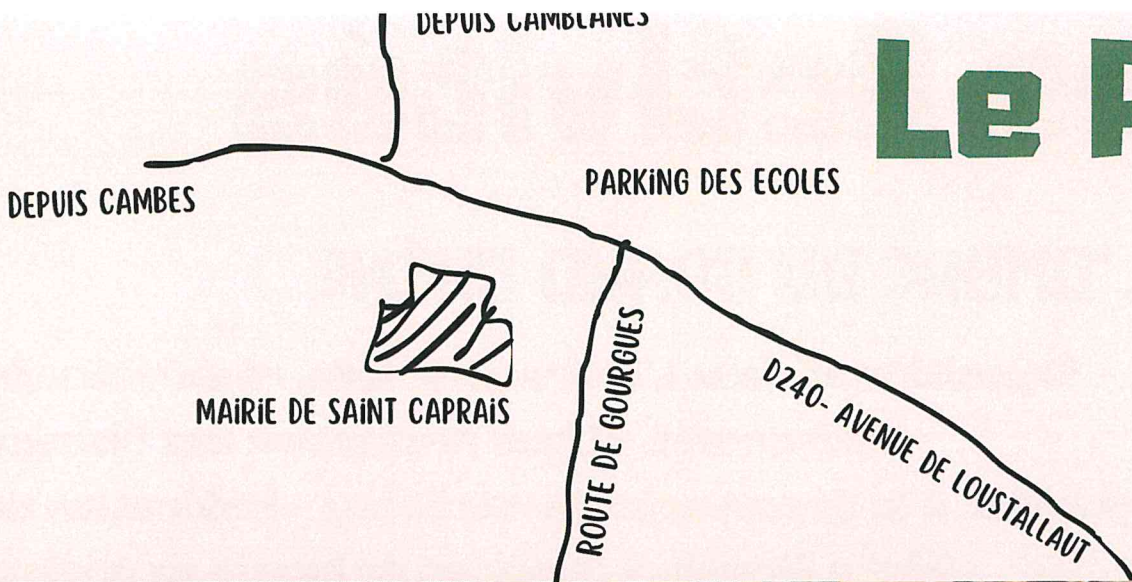 DEPUIS CAMBLANES
Le
PARKiNG DES ECOLES
DEPUIS CAMBES
MAiRiE DE SAiNT CAPRAiS
ROUTE DE GOURGUES
D240- AVENUE DE LOUSTALLAUT